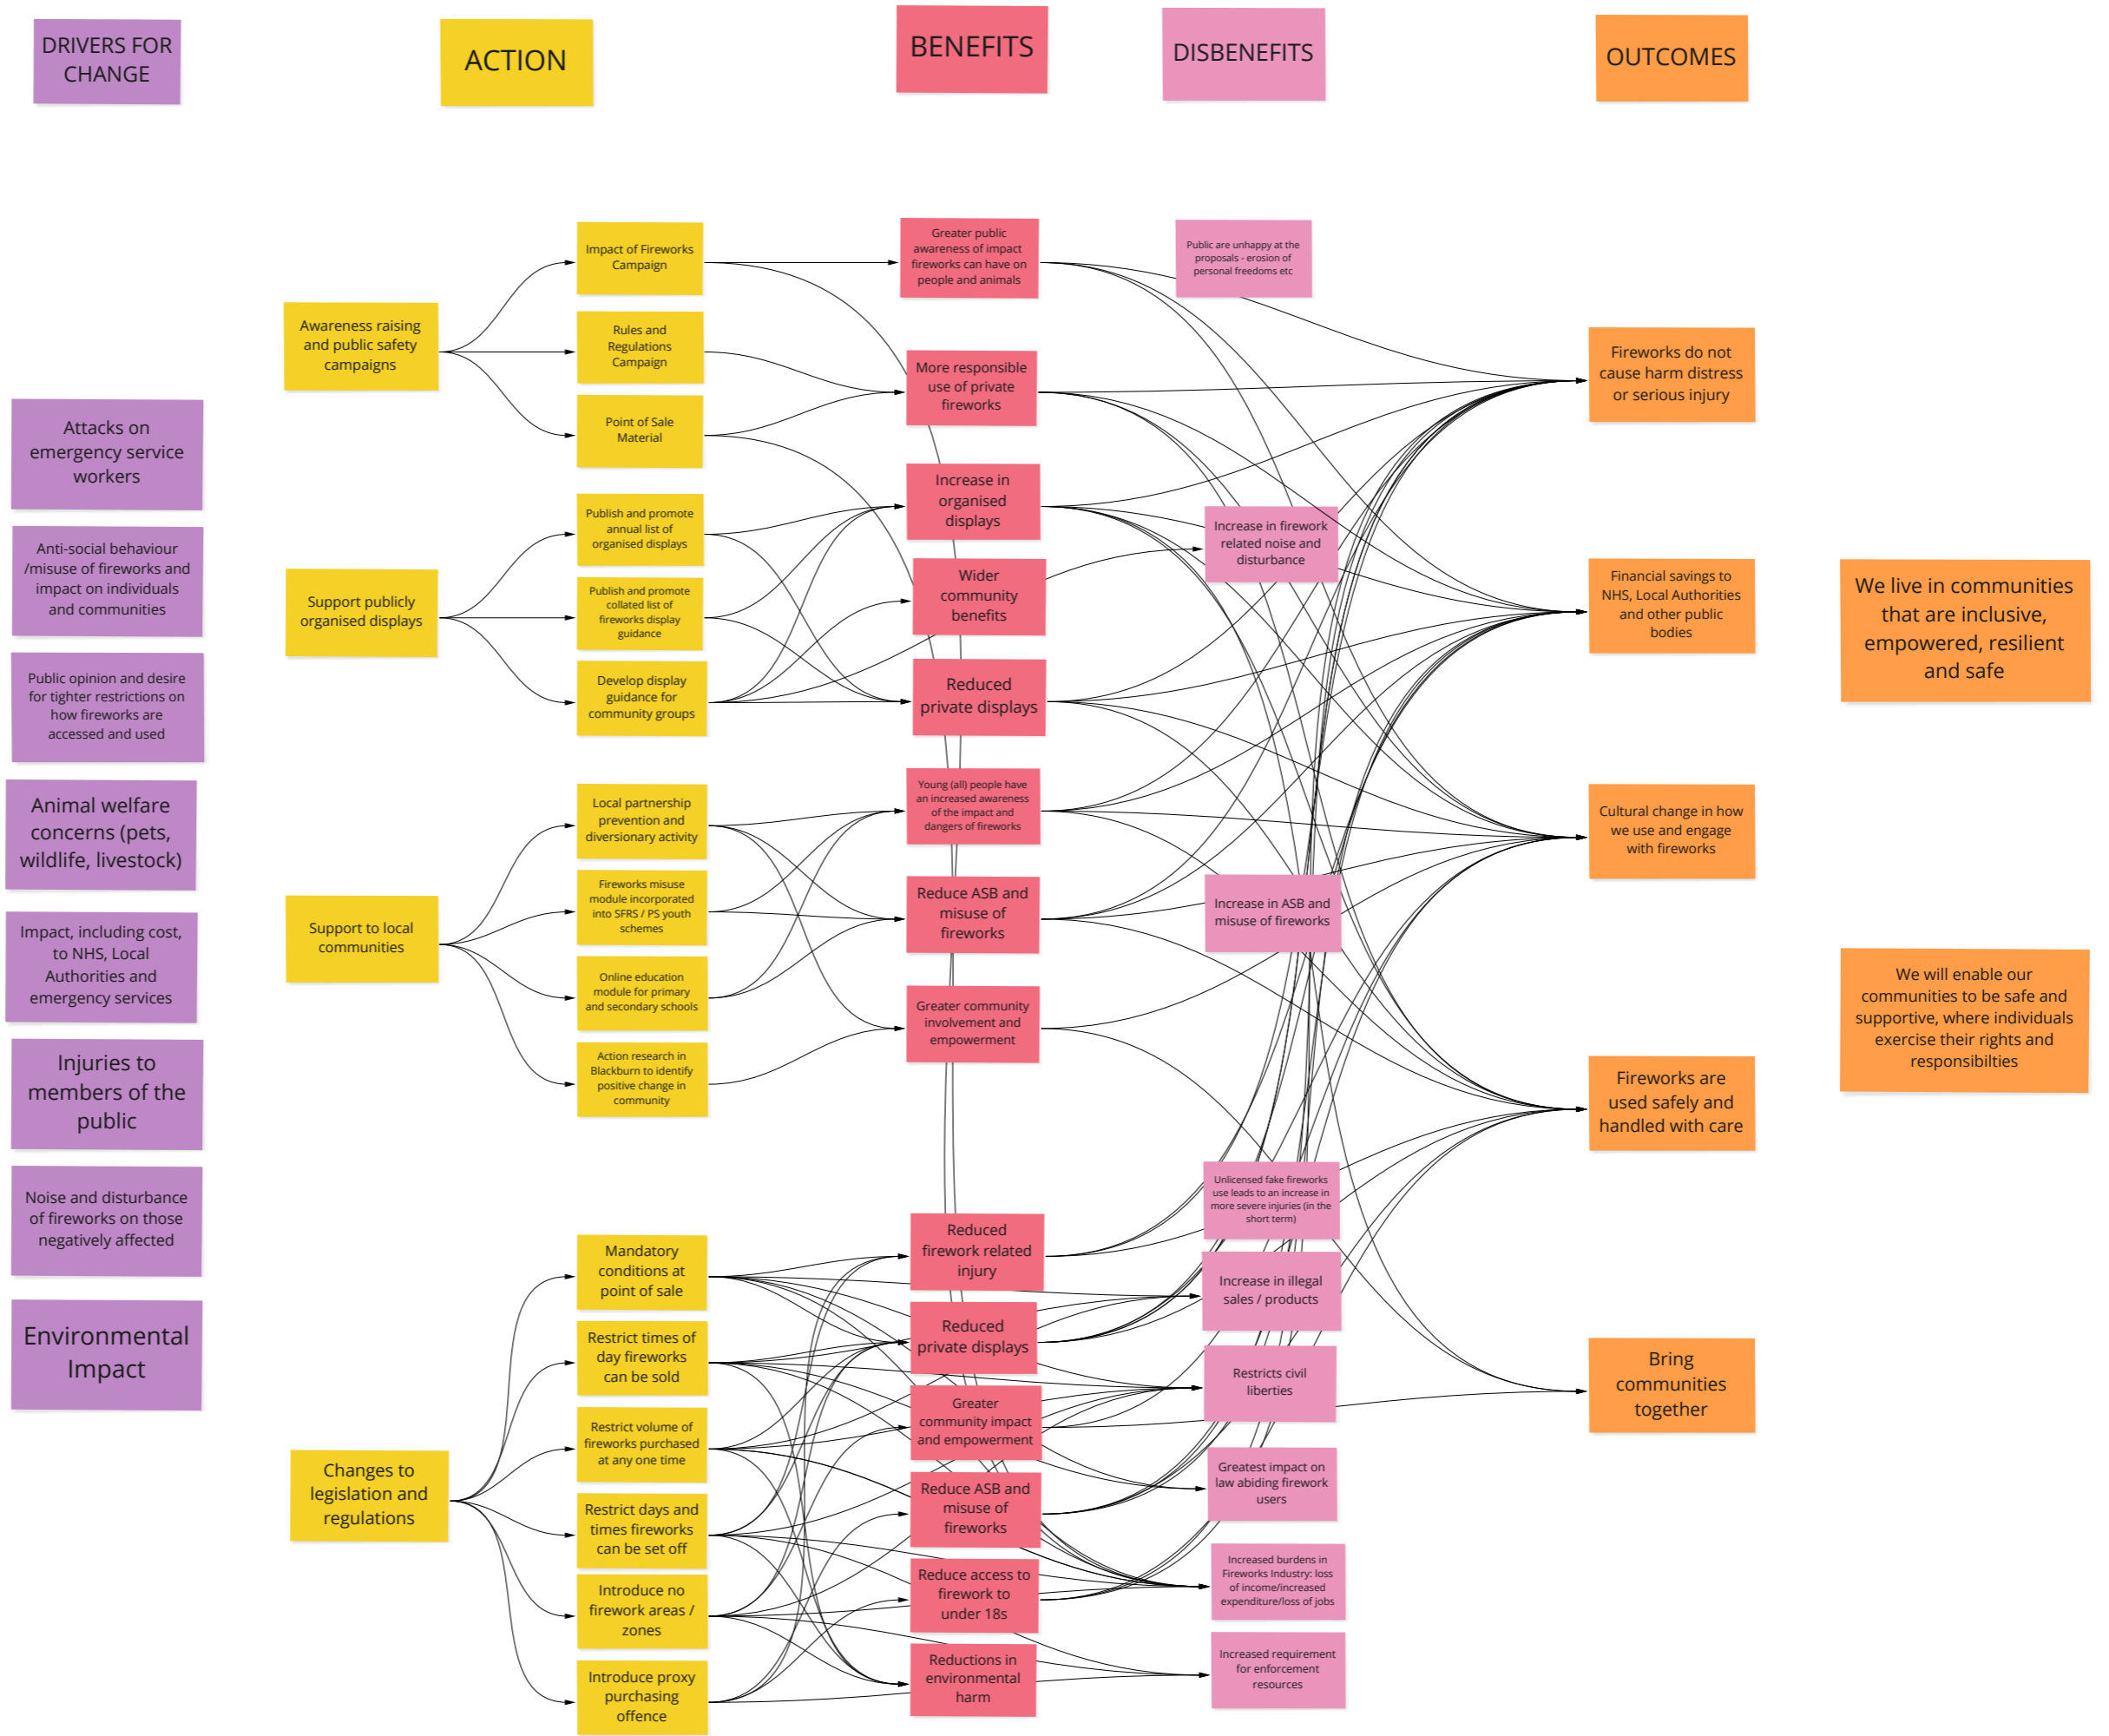 DRIVERS FOR
CHANGE
ACTION
BENEFITS
DISBENEFITS
OUTCOMES
Attacks on
emergency service
workers
Anti-social behaviour
/misuse of fireworks and
impact on individuals
and communities
Public opinion and desire
for tighter restrictions on
how fireworks are
accessed and used
Animal welfare
concerns (pets,
wildlife, livestock)
Impact, including cost,
to NHS, Local
Authorities and
emergency services
Injuries to
members of the
public
Noise and disturbance
of fireworks on those
negatively affected
Environmental
Impact
Awareness raising
and public safety
campaigns
Support publicly
organised displays
Support to local
communities
Changes to
legislation and
regulations
Impact of Fireworks
Campaign
Rules and
Regulations
Campaign
Point of Sale
Material
Publish and promote
annual list of
organised displays
Publish and promote
collated list of
fireworks display
guidance
Develop display
guidance for
community groups
Local partnership
prevention and
diversionary activity
Fireworks misuse
module incorporated
into SFRS / PS youth
schemes
Online education
module for primary
and secondary schools
Action research in
Blackburn to identify
positive change in
community
Mandatory
conditions at
point of sale
Restrict times of
day fireworks
can be sold
Restrict volume of
fireworks purchased
at any one time
Restrict days and
times fireworks
can be set off
Introduce no
firework areas /
zones
Introduce proxy
purchasing
offence
Greater public
awareness of impact
fireworks can have on
people and animals
More responsible
use of private
fireworks
Increase in
organised
displays
Wider
community
benefits
Reduced
private displays
Young (all) people have
an increased awareness
of the impact and
dangers of fireworks
Reduce ASB and
misuse of
fireworks
Greater community
involvement and
empowerment
Reduced
firework related
injury
Reduced
private displays
Greater
community impact
and empowerment
Reduce ASB and
misuse of
fireworks
Reduce access to
firework to
under 18s
Reductions in
environmental
harm
Public are unhappy at the
proposals - erosion of
personal freedoms etc
Increase in firework
related noise and
disturbance
Increase in ASB and
misuse of fireworks
Unlicensed fake fireworks
use leads to an increase in
more severe injuries (in the
short term)
Increase in illegal
sales / products
Restricts civil
liberties
Greatest impact on
law abiding firework
users
Increased burdens in
Fireworks Industry: loss
of income/increased
expenditure/loss of jobs
Increased requirement
for enforcement
resources
Fireworks do not
cause harm distress
or serious injury
Financial savings to
NHS, Local Authorities
and other public
bodies
Cultural change in how
we use and engage
with fireworks
Fireworks are
used safely and
handled with care
Bring
communities
together
We live in communities
that are inclusive,
empowered, resilient
and safe
We will enable our
communities to be safe and
supportive, where individuals
exercise their rights and
responsibilties